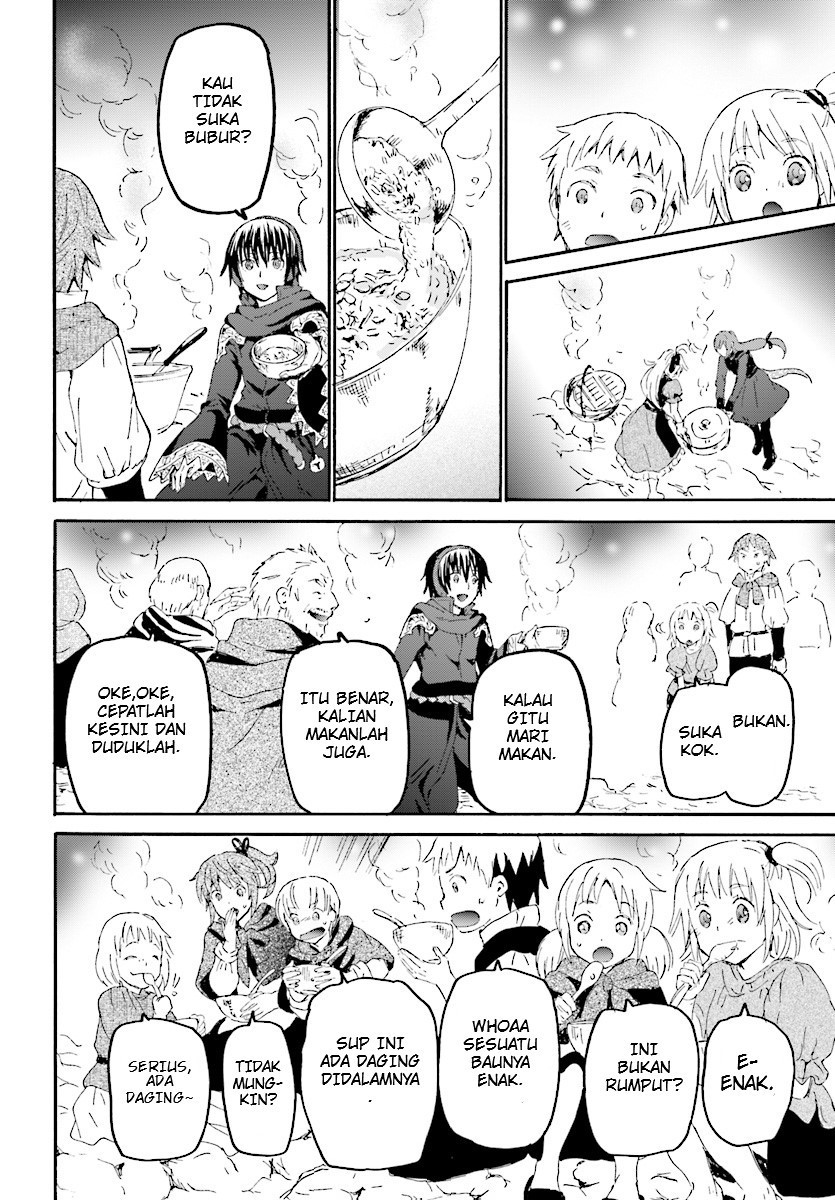 KAU
TIDAK
SUKA
BUBUR?
BUKAN.
SUKA
KOK.
KALAU
GITU
MARI
MAKAN.
ITU BENAR,
KALIAN
MAKANLAH
JUGA.
OKE,OKE,
CEPATLAH
KESINI DAN
DUDUKLAH.
E-
ENAK.
INI
BUKAN
RUMPUT?
WHOAA
SESUATU
BAUNYA
ENAK.
SUP INI
ADA DAGING
DIDALAMNYA
.
TIDAK
MUNG-
KIN?
SERIUS,
ADA
DAGING~